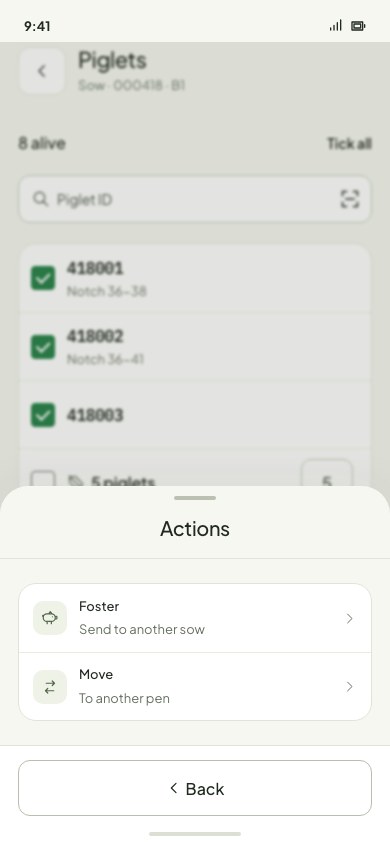 9:41
Piglets
Sow · 000418 · B1
8 alive
Tick all
Piglet ID
418001
Notch 36–38
418002
Notch 36–41
418003
5 piglets
5
Actions
Foster
Send to another sow
Move
To another pen
Back